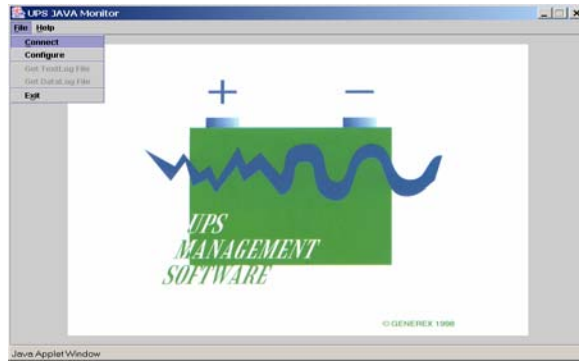 UPS JAVA Monitor
File Help
Connect
Configure
Get TextLog File
Get DataLog File
Exit
+ −
UPS
MANAGEMENT
SOFTWARE
© GENEREX 1998
Java Applet Window